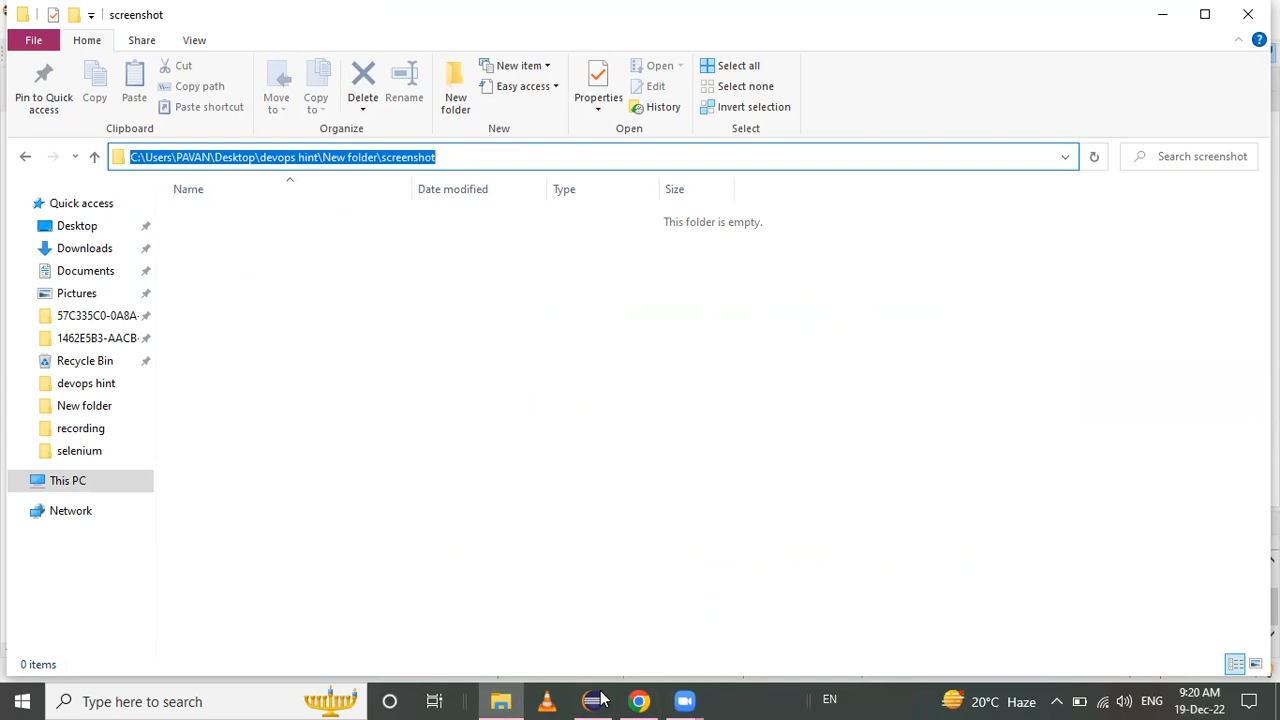 screenshot
File Home Share View
Pin to Quick access
Copy
Paste
Cut
Copy path
Paste shortcut
Clipboard
Move to
Copy to
Delete
Rename
Organize
New folder
New item
Easy access
New
Properties
Open
Edit
History
Open
Select all
Select none
Invert selection
Select
C:\Users\PAVAN\Desktop\devops hint\New folder\screenshot
Search screenshot
Name Date modified Type Size
This folder is empty.
Quick access
Desktop
Downloads
Documents
Pictures
57C335C0-0A8A-
1462E5B3-AACB-
Recycle Bin
devops hint
New folder
recording
selenium
This PC
Network
0 items
Type here to search
EN
20°C Haze
ENG
9:20 AM
19-Dec-22